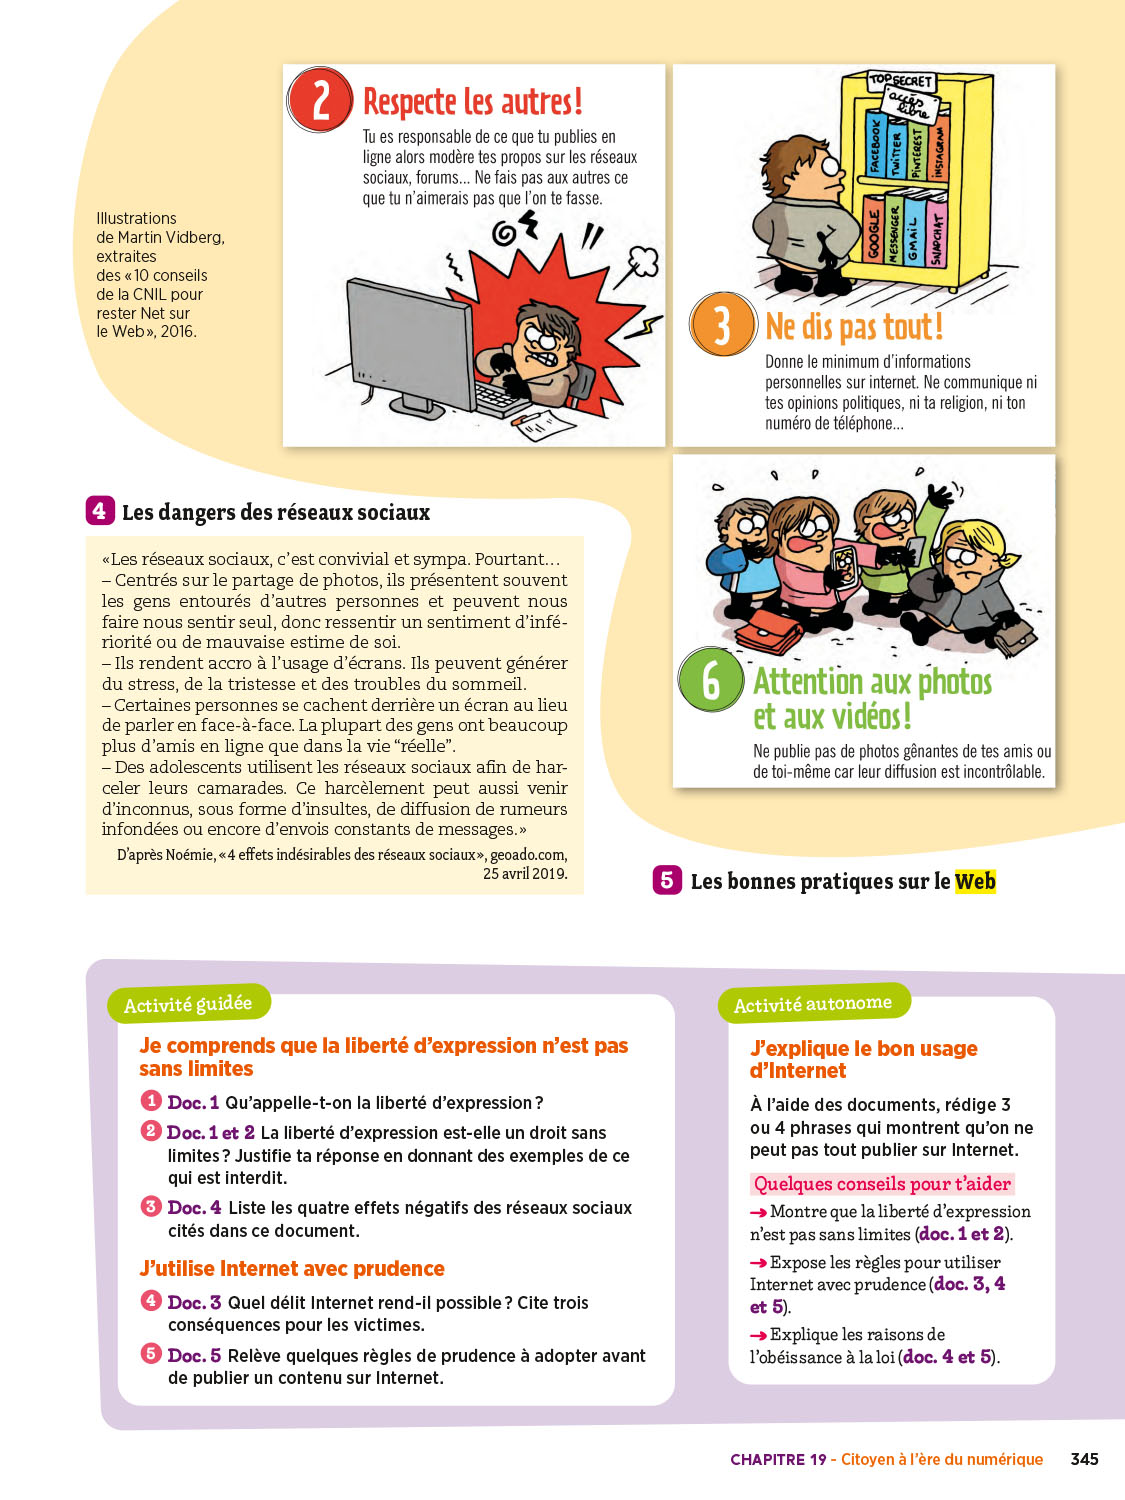 2
Respecte les autres !
Tu es responsable de ce que tu publies en
ligne alors modère tes propos sur les réseaux
sociaux, forums... Ne fais pas aux autres ce
que tu n'aimerais pas que l'on te fasse.
TOP SECRET
accès
libre
FACEBOOK
TWITTER
PINTEREST
INSTAGRAM
GOOGLE
MESSENGER
GMAIL
SNAPCHAT
3
Ne dis pas tout !
Donne le minimum d'informations
personnelles sur internet. Ne communique ni
tes opinions politiques, ni ta religion, ni ton
numéro de téléphone...
Illustrations
de Martin Vidberg,
extraites
des « 10 conseils
de la CNIL pour
rester Net sur
le Web », 2016.
6
Attention aux photos
et aux vidéos !
Ne publie pas de photos gênantes de tes amis ou
de toi-même car leur diffusion est incontrôlable.
4 Les dangers des réseaux sociaux
« Les réseaux sociaux, c'est convivial et sympa. Pourtant…
– Centrés sur le partage de photos, ils présentent souvent
les gens entourés d'autres personnes et peuvent nous
faire nous sentir seul, donc ressentir un sentiment d'infé-
riorité ou de mauvaise estime de soi.
– Ils rendent accro à l'usage d'écrans. Ils peuvent générer
du stress, de la tristesse et des troubles du sommeil.
– Certaines personnes se cachent derrière un écran au lieu
de parler en face-à-face. La plupart des gens ont beaucoup
plus d'amis en ligne que dans la vie “réelle”.
– Des adolescents utilisent les réseaux sociaux afin de har-
celer leurs camarades. Ce harcèlement peut aussi venir
d'inconnus, sous forme d'insultes, de diffusion de rumeurs
infondées ou encore d'envois constants de messages. »
D'après Noémie, « 4 effets indésirables des réseaux sociaux », geoado.com,
25 avril 2019.
5 Les bonnes pratiques sur le Web
Activité guidée
Je comprends que la liberté d'expression n'est pas
sans limites
1 Doc. 1 Qu'appelle-t-on la liberté d'expression ?
2 Doc. 1 et 2 La liberté d'expression est-elle un droit sans
limites ? Justifie ta réponse en donnant des exemples de ce
qui est interdit.
3 Doc. 4 Liste les quatre effets négatifs des réseaux sociaux
cités dans ce document.
J'utilise Internet avec prudence
4 Doc. 3 Quel délit Internet rend-il possible ? Cite trois
conséquences pour les victimes.
5 Doc. 5 Relève quelques règles de prudence à adopter avant
de publier un contenu sur Internet.
Activité autonome
J'explique le bon usage
d'Internet
À l'aide des documents, rédige 3
ou 4 phrases qui montrent qu'on ne
peut pas tout publier sur Internet.
Quelques conseils pour t'aider
→ Montre que la liberté d'expression
n'est pas sans limites (doc. 1 et 2).
→ Expose les règles pour utiliser
Internet avec prudence (doc. 3, 4
et 5).
→ Explique les raisons de
l'obéissance à la loi (doc. 4 et 5).
CHAPITRE 19 - Citoyen à l'ère du numérique 345